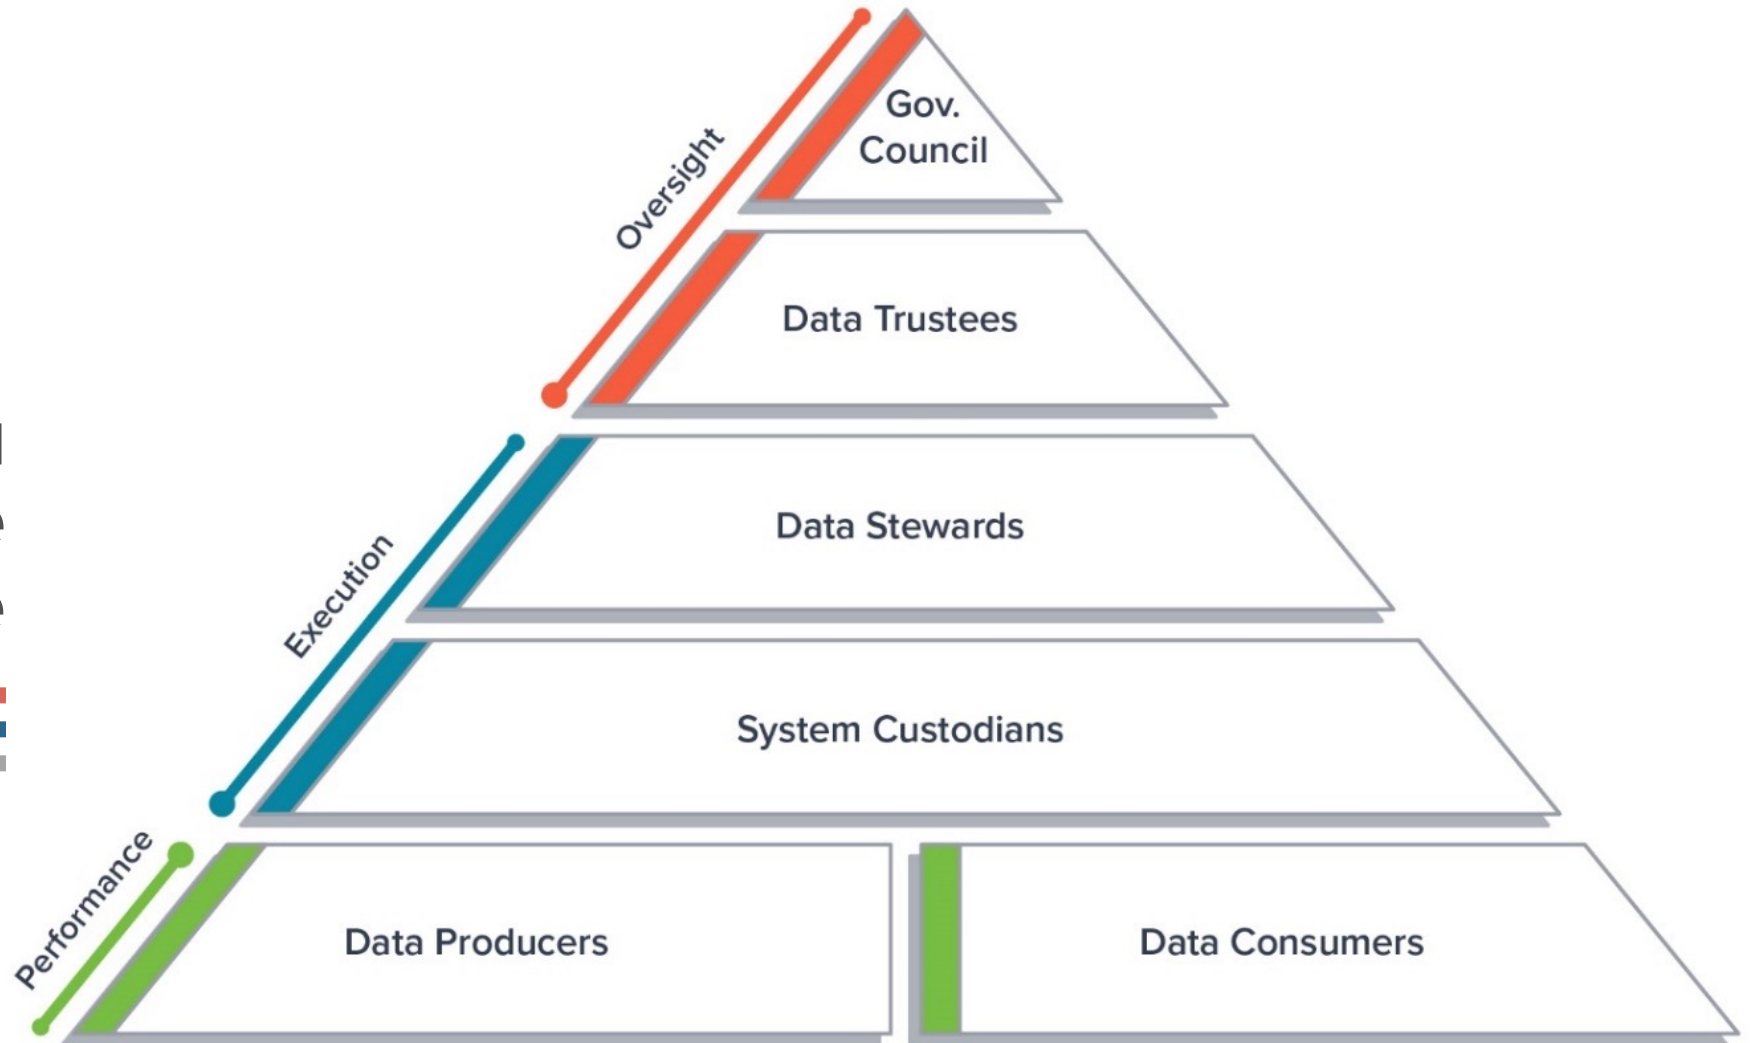 Gov.
Council
Oversight
Data Trustees
Data Stewards
Execution
System Custodians
Performance
Data Producers
Data Consumers